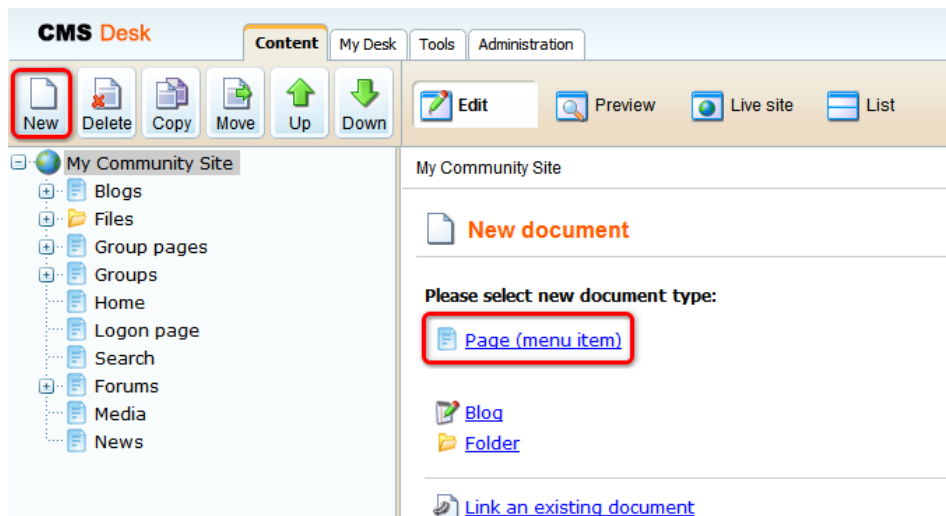 CMS Desk
Content My Desk Tools Administration
New Delete Copy Move Up Down Edit Preview Live site List
My Community Site
Blogs
Files
Group pages
Groups
Home
Logon page
Search
Forums
Media
News
My Community Site
New document
Please select new document type:
Page (menu item)
Blog
Folder
Link an existing document